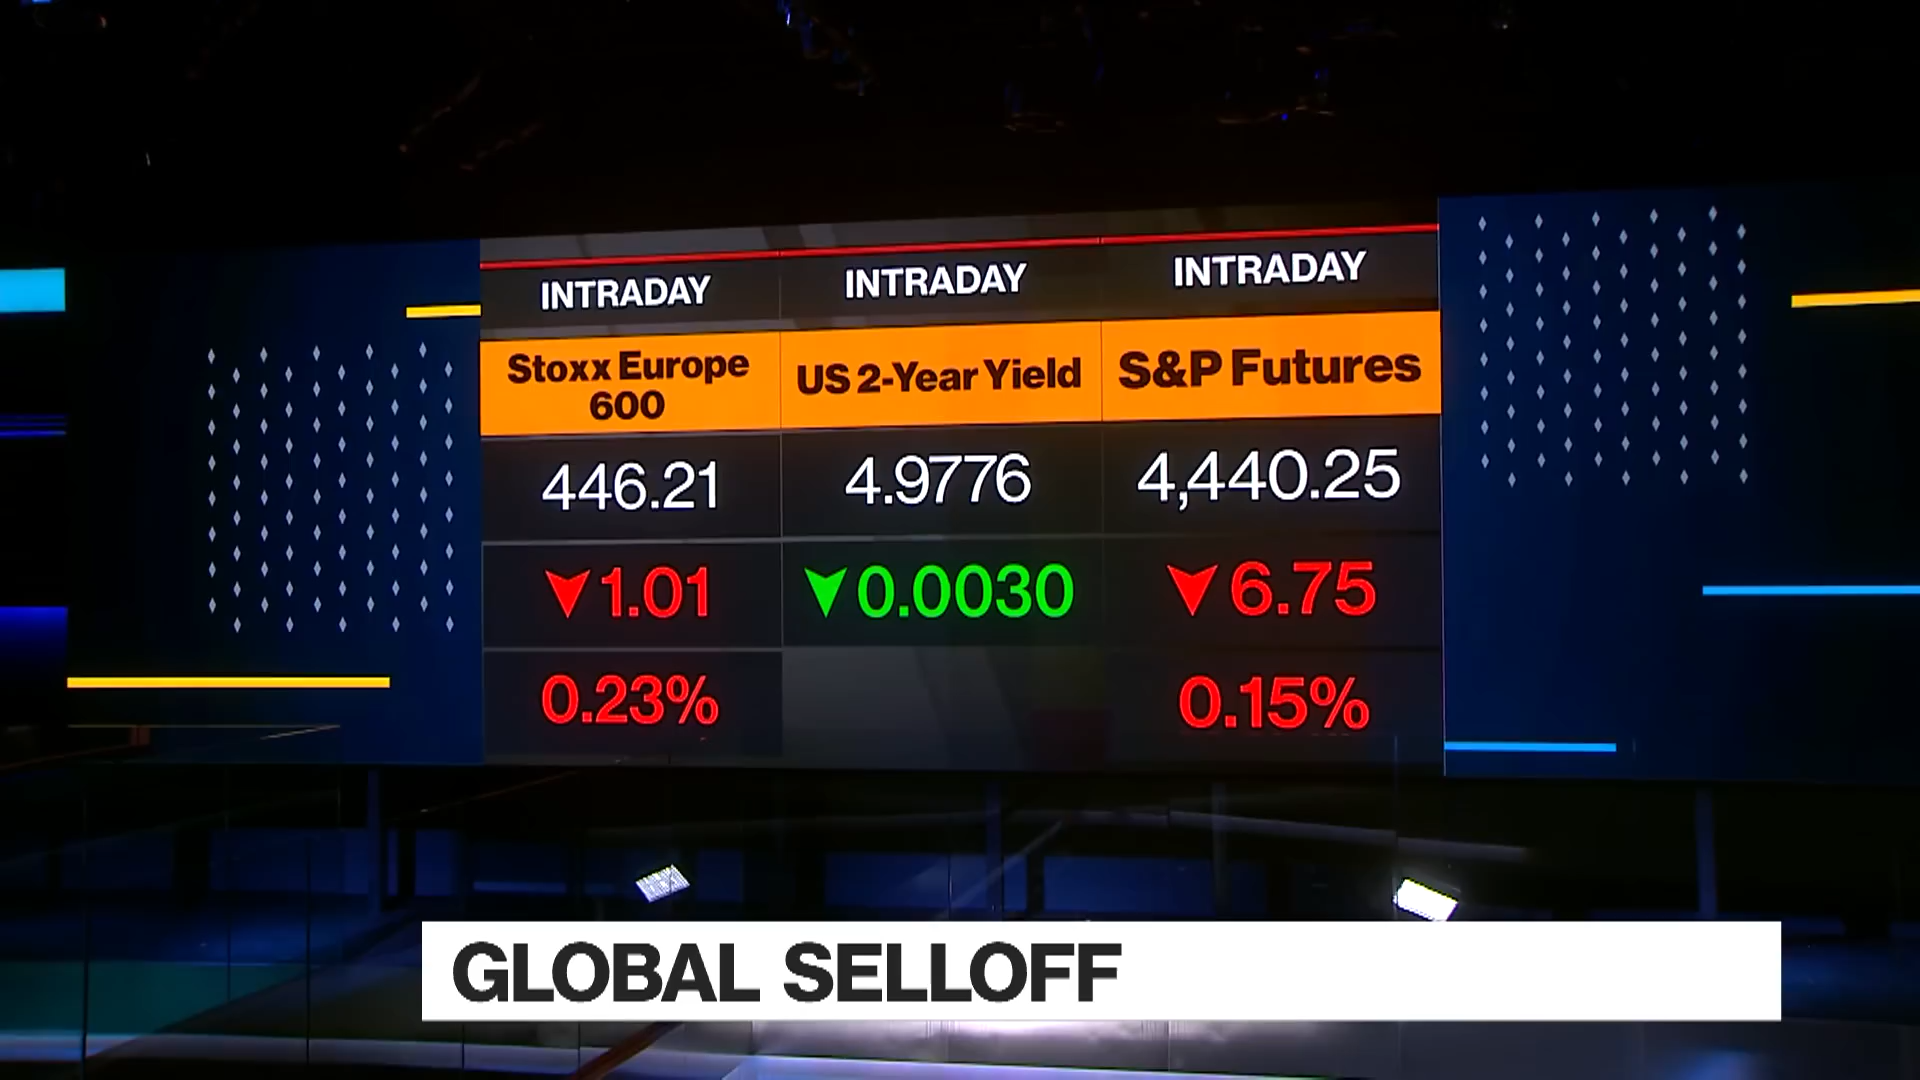 INTRADAY INTRADAY INTRADAY
Stoxx Europe
600
US 2-Year Yield
S&P Futures
446.21 4.9776 4,440.25
▼1.01 ▼0.0030 ▼6.75
0.23% 0.15%
GLOBAL SELLOFF